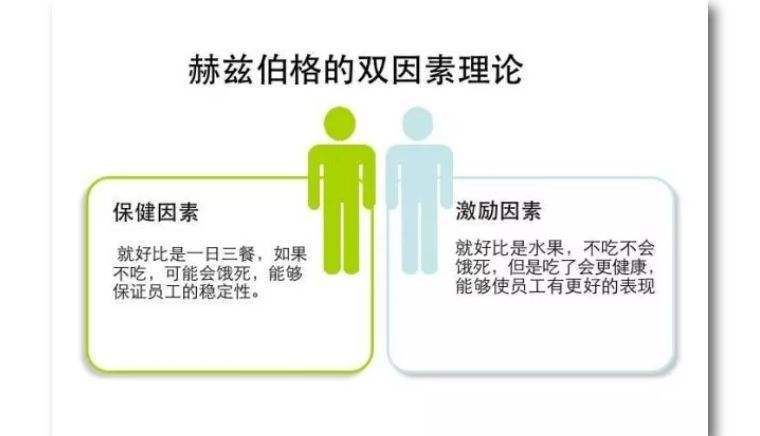 赫兹伯格的双因素理论
保健因素
就好比是一日三餐，如果
不吃，可能会饿死，能够
保证员工的稳定性。
激励因素
就好比是水果，不吃不会
饿死，但是吃了会更健康，
能够使员工有更好的表现